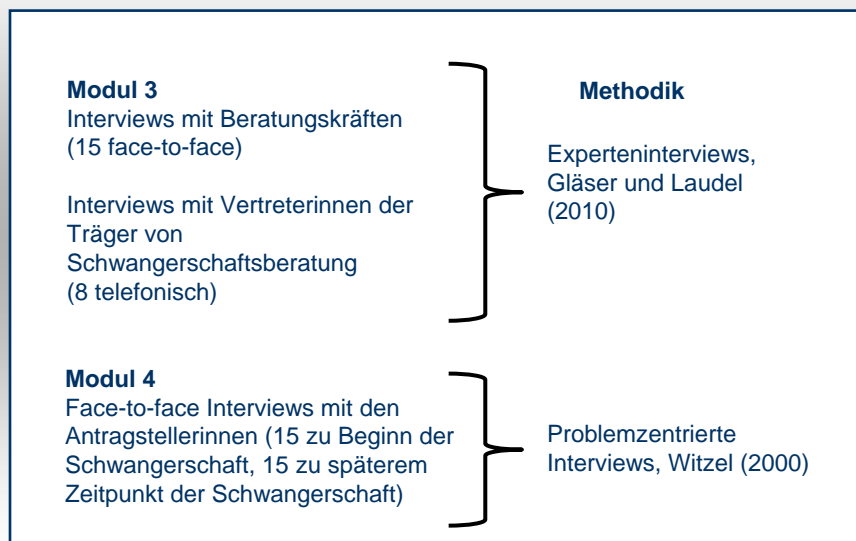 Modul 3
Interviews mit Beratungskräften
(15 face-to-face)
Interviews mit Vertreterinnen der
Träger von
Schwangerschaftsberatung
(8 telefonisch)
Methodik
Experteninterviews,
Gläser und Laudel
(2010)
Modul 4
Face-to-face Interviews mit den
Antragstellerinnen (15 zu Beginn der
Schwangerschaft, 15 zu späterem
Zeitpunkt der Schwangerschaft)
Problemzentrierte
Interviews, Witzel (2000)